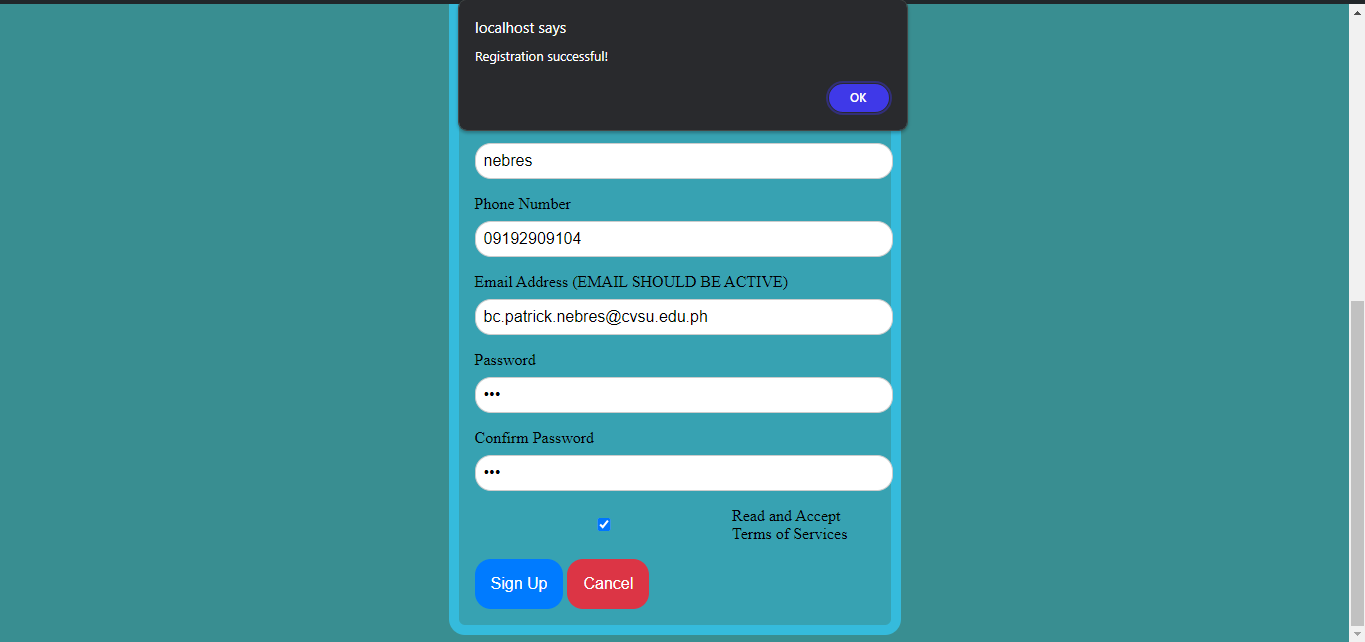 localhost says
Registration successful!
OK
nebres
Phone Number
09192909104
Email Address (EMAIL SHOULD BE ACTIVE)
bc.patrick.nebres@cvsu.edu.ph
Password
•••
Confirm Password
•••
Read and Accept
Terms of Services
Sign Up
Cancel